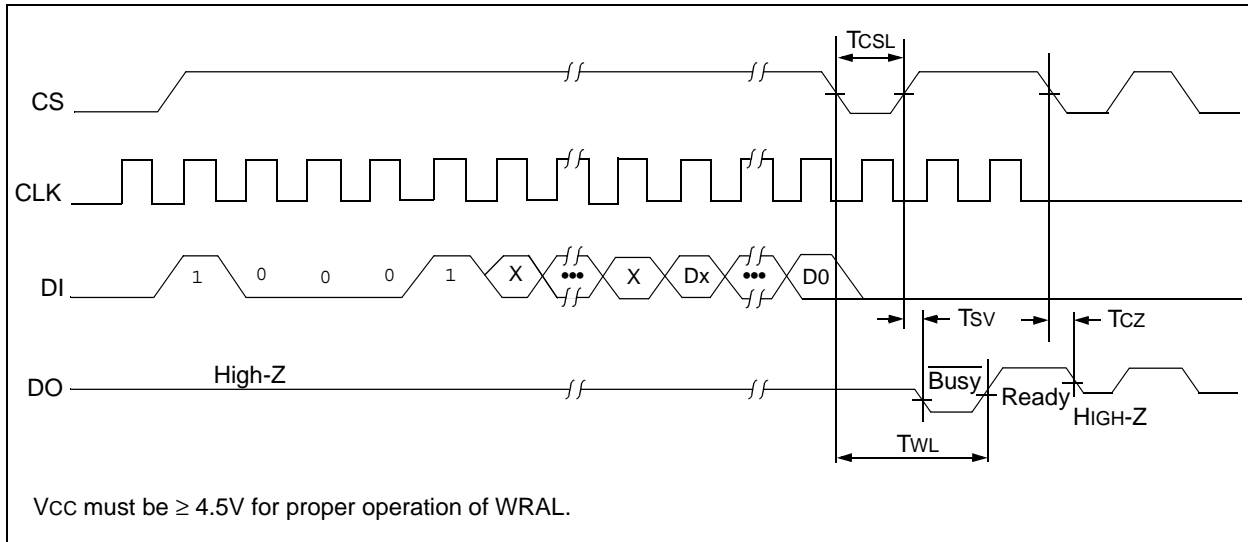 TCSL
CS
CLK
DI 1 0 0 0 1 X ••• X Dx ••• D0
TSV TCZ
DO High-Z Busy Ready HIGH-Z
TWL
VCC must be ≥ 4.5V for proper operation of WRAL.